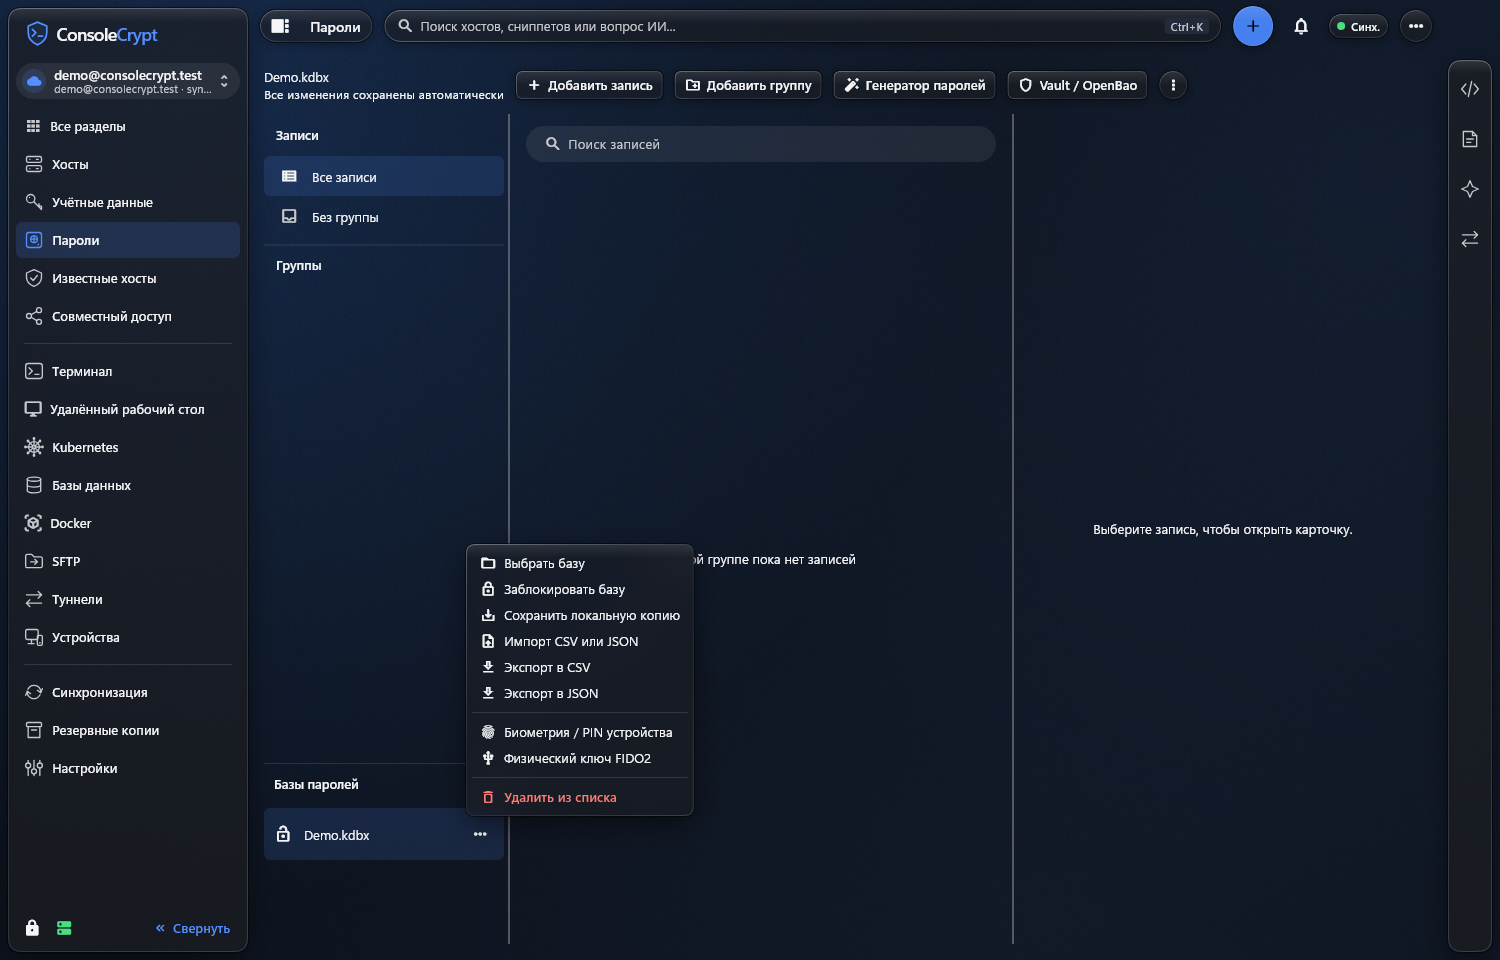 ConsoleCrypt
demo@consolecrypt.test
demo@consolecrypt.test · syn...
Все разделы
Хосты
Учётные данные
Пароли
Известные хосты
Совместный доступ
Терминал
Удалённый рабочий стол
Kubernetes
Базы данных
Docker
SFTP
Туннели
Устройства
Синхронизация
Резервные копии
Настройки
Свернуть
Пароли
Поиск хостов, сниппетов или вопрос ИИ...
Ctrl+K
Синх.
Demo.kdbx
Все изменения сохранены автоматически
Добавить запись
Добавить группу
Генератор паролей
Vault / OpenBao
Записи
Все записи
Без группы
Группы
Базы паролей
Demo.kdbx
Поиск записей
группе пока нет записей
Выбрать базу
Заблокировать базу
Сохранить локальную копию
Импорт CSV или JSON
Экспорт в CSV
Экспорт в JSON
Биометрия / PIN устройства
Физический ключ FIDO2
Удалить из списка
Выберите запись, чтобы открыть карточку.